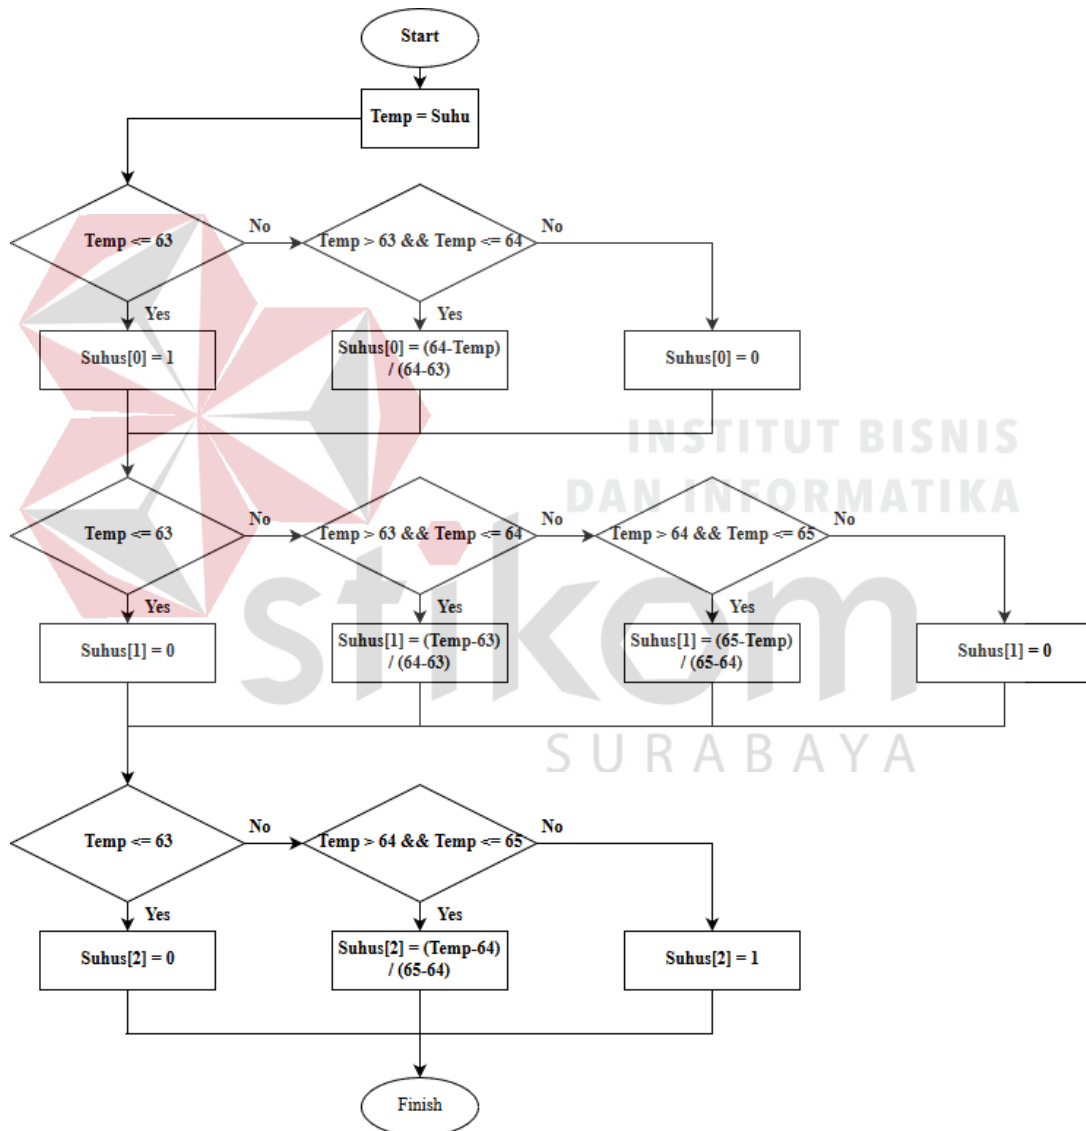 Start
Temp = Suhu
Temp <= 63
No
Temp > 63 && Temp <= 64
No
Yes
Yes
Suhus[0] = 1
Suhus[0] = (64-Temp)
/ (64-63)
Suhus[0] = 0
INSTITUT BISNIS
DAN INFORMATIKA
Temp <= 63
No
Temp > 63 && Temp <= 64
No
Temp > 64 && Temp <= 65
No
stikom
Yes
Yes
Yes
Suhus[1] = 0
Suhus[1] = (Temp-63)
/ (64-63)
Suhus[1] = (65-Temp)
/ (65-64)
Suhus[1] = 0
SURABAYA
Temp <= 63
No
Temp > 64 && Temp <= 65
No
Yes
Yes
Suhus[2] = 0
Suhus[2] = (Temp-64)
/ (65-64)
Suhus[2] = 1
Finish